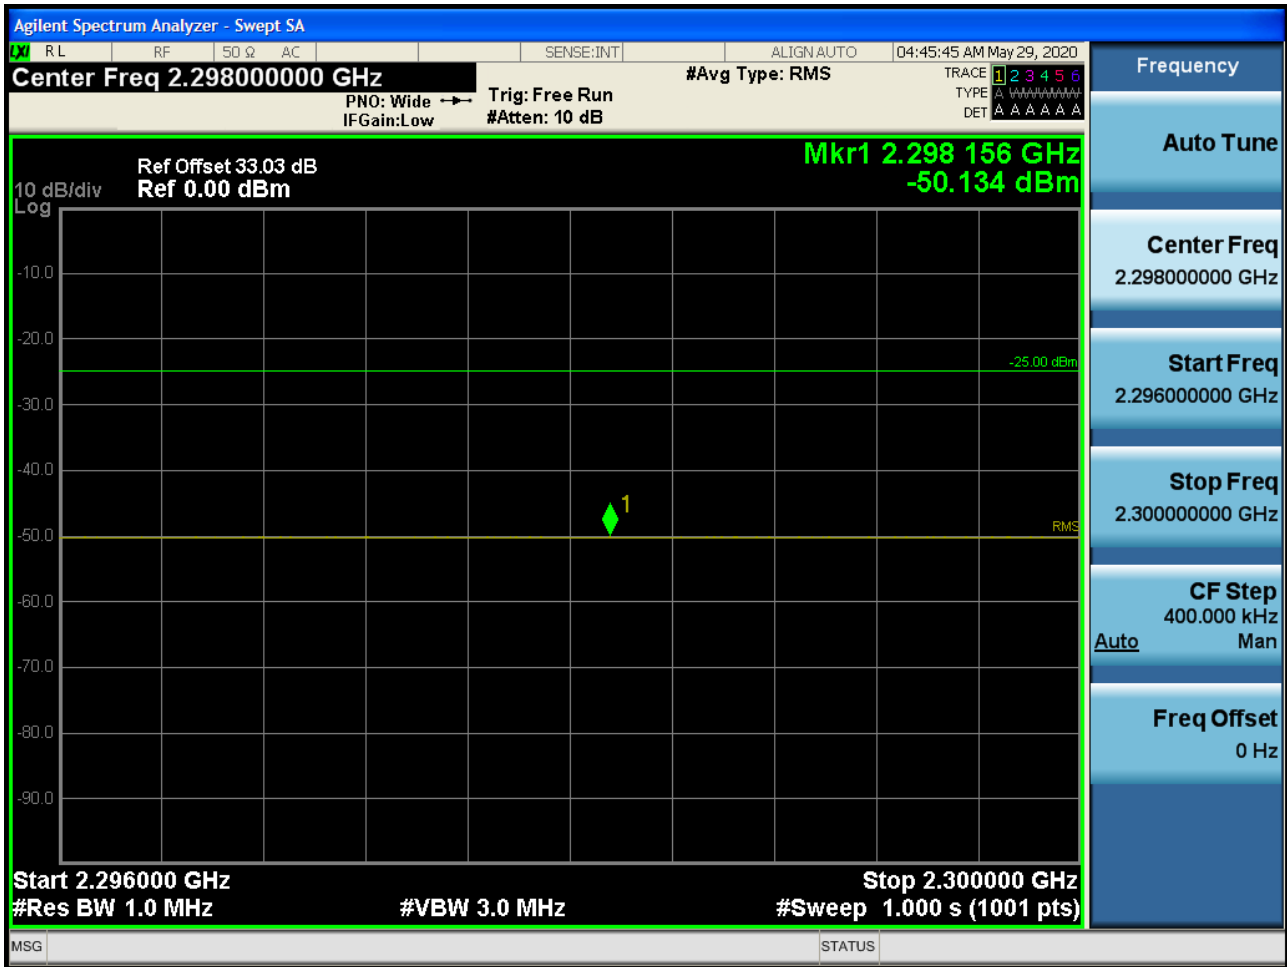 Agilent Spectrum Analyzer - Swept SA
LXI RL RF 50 Ω AC SENSE:INT ALIGN AUTO 04:45:45 AM May 29, 2020
Center Freq 2.298000000 GHz
PNO: Wide
IFGain:Low
Trig: Free Run
#Atten: 10 dB
#Avg Type: RMS
TRACE 1 2 3 4 5 6
TYPE A WWWWWW
DET A A A A A A
Mkr1 2.298 156 GHz
-50.134 dBm
Ref Offset 33.03 dB
10 dB/div Ref 0.00 dBm
Log
-10.0
-20.0
-25.00 dBm
-30.0
-40.0
1
RMS
-50.0
-60.0
-70.0
-80.0
-90.0
Start 2.296000 GHz Stop 2.300000 GHz
#Res BW 1.0 MHz #VBW 3.0 MHz #Sweep 1.000 s (1001 pts)
MSG STATUS
Frequency
Auto Tune
Center Freq
2.298000000 GHz
Start Freq
2.296000000 GHz
Stop Freq
2.300000000 GHz
CF Step
400.000 kHz
Auto Man
Freq Offset
0 Hz